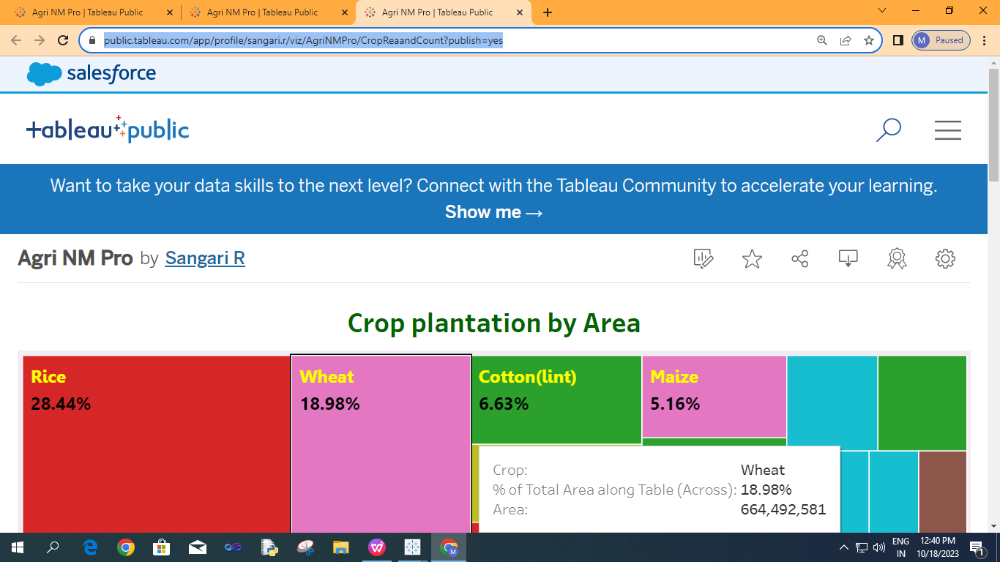 Agri NM Pro | Tableau Public
Agri NM Pro | Tableau Public
Agri NM Pro | Tableau Public
public.tableau.com/app/profile/sangari.r/viz/AgriNMPro/CropReaandCount?publish=yes
M Paused
salesforce
+ableau public
Want to take your data skills to the next level? Connect with the Tableau Community to accelerate your learning.
Show me →
Agri NM Pro by Sangari R
Crop plantation by Area
Rice
28.44%
Wheat
18.98%
Cotton(lint)
6.63%
Maize
5.16%
Crop: Wheat
% of Total Area along Table (Across): 18.98%
Area: 664,492,581
M
ENG
IN
12:40 PM
10/18/2023
1